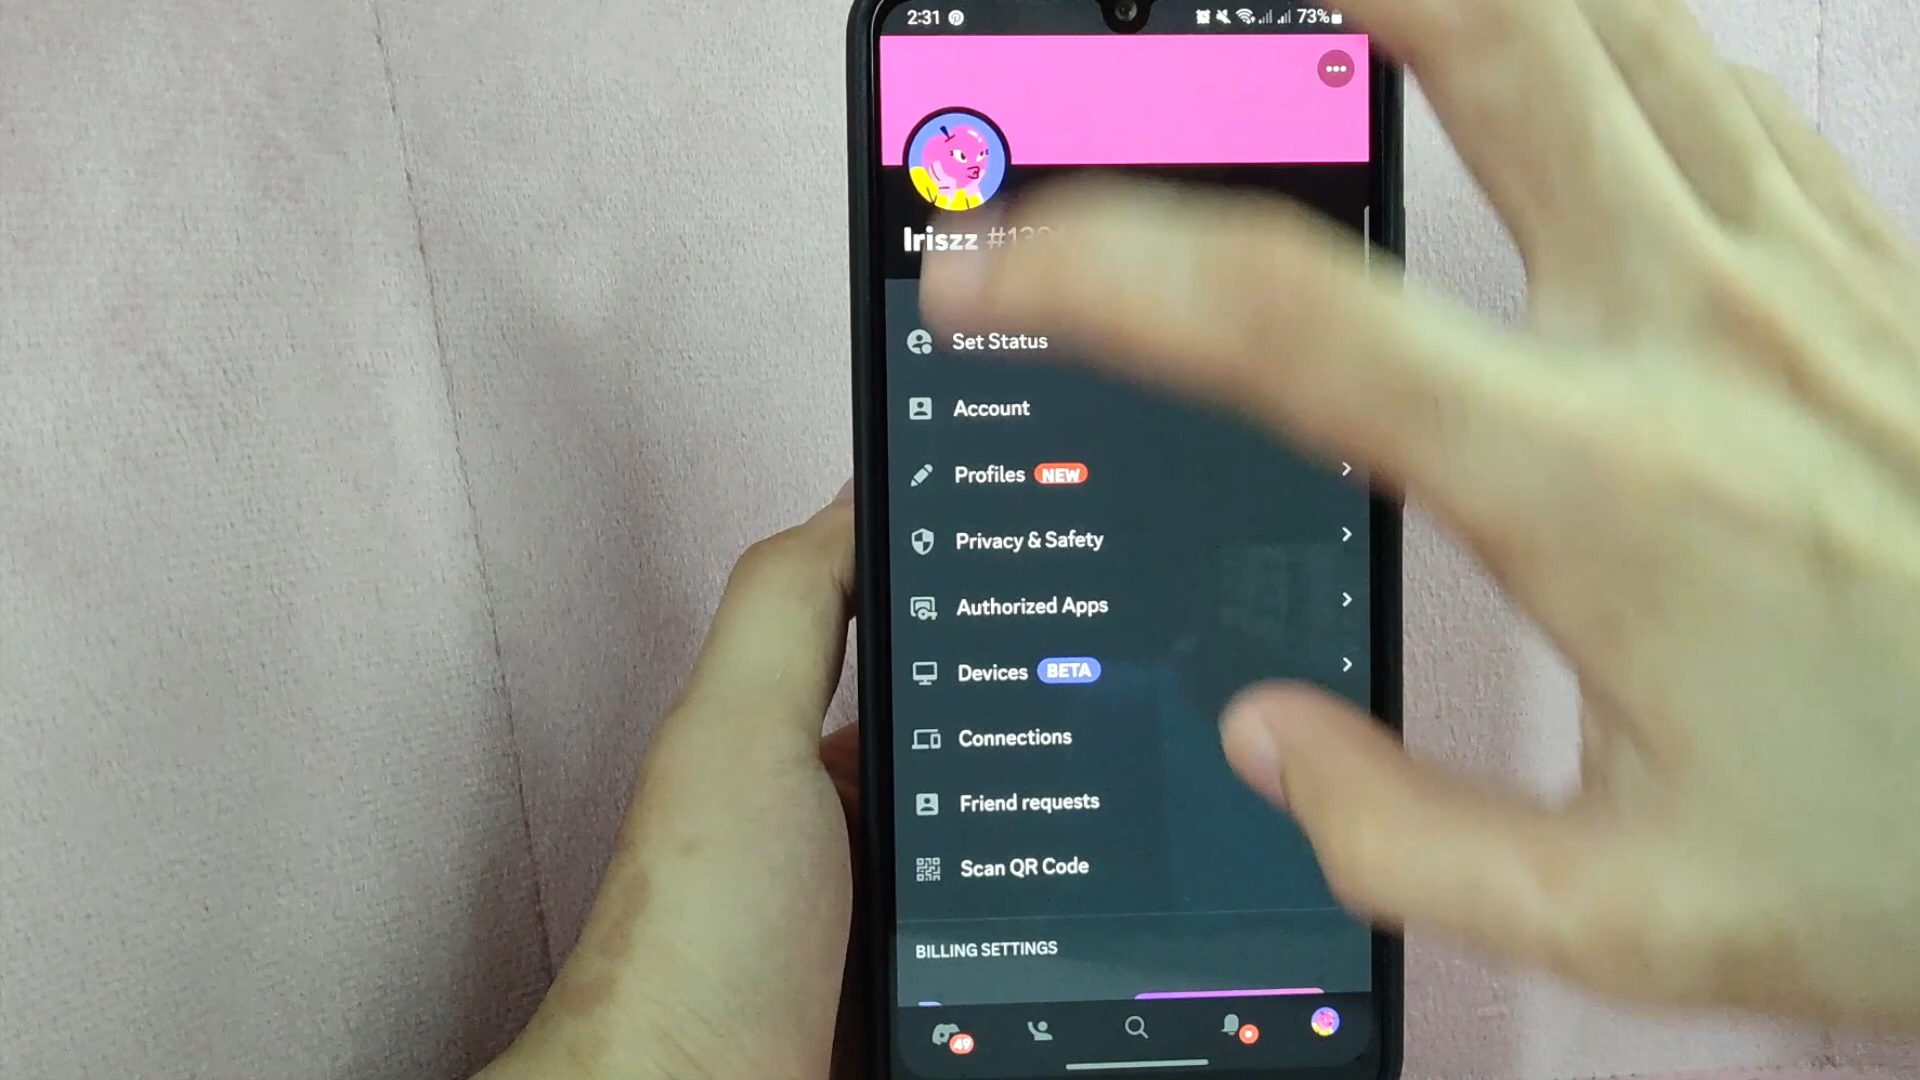 2:31 73%
Iriszz
Set Status
Account
Profiles NEW
Privacy & Safety
Authorized Apps
Devices BETA
Connections
Friend requests
Scan QR Code
BILLING SETTINGS
49